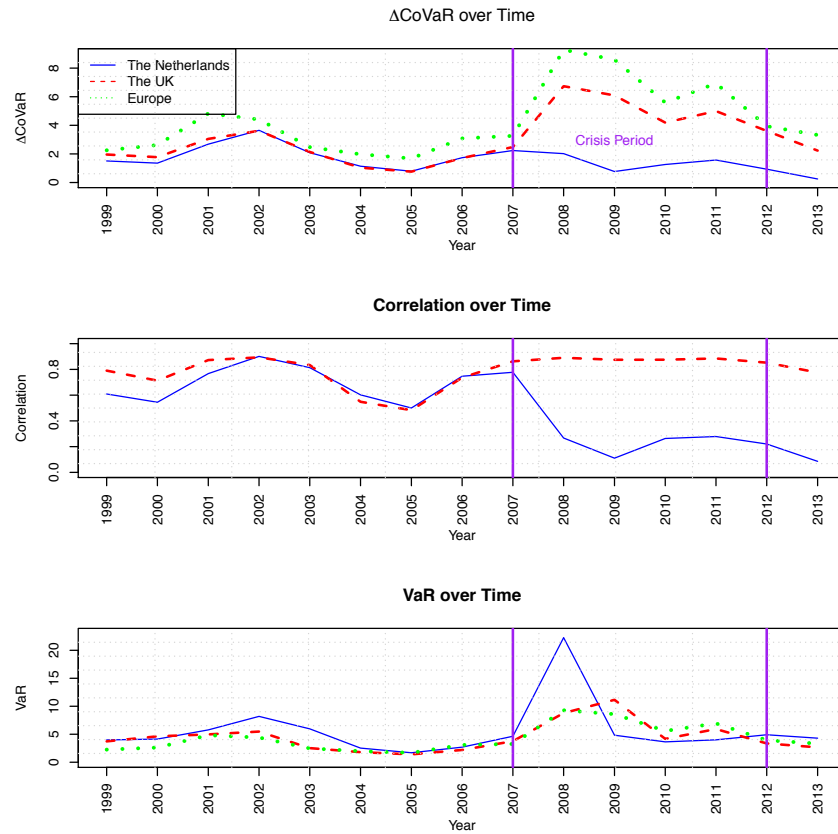 ΔCoVaR over Time
ΔCoVaR
8
6
4
2
0
The Netherlands
The UK
Europe
Crisis Period
1999 2000 2001 2002 2003 2004 2005 2006 2007 2008 2009 2010 2011 2012 2013
Year
Correlation over Time
Correlation
0.8
0.4
0.0
1999 2000 2001 2002 2003 2004 2005 2006 2007 2008 2009 2010 2011 2012 2013
Year
VaR over Time
VaR
20
15
10
5
0
1999 2000 2001 2002 2003 2004 2005 2006 2007 2008 2009 2010 2011 2012 2013
Year